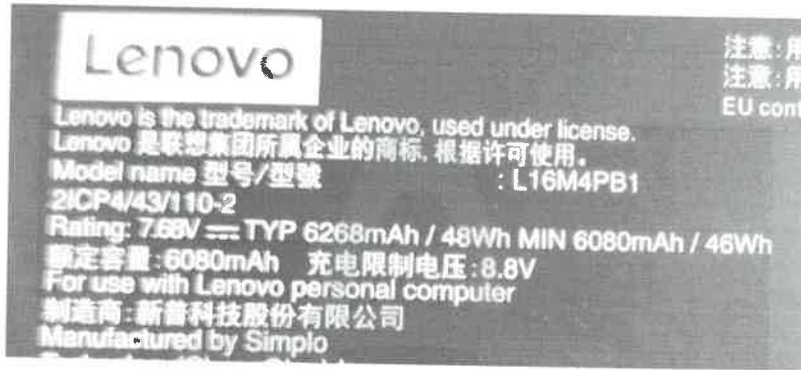 Lenovo
Lenovo is the trademark of Lenovo, used under license.
Lenovo 是联想集团所属企业的商标, 根据许可使用。
Model name 型号/型號 : L16M4PB1
2ICP4/43/110-2
Rating: 7.68V ⎓ TYP 6268mAh / 48Wh MIN 6080mAh / 46Wh
额定容量:6080mAh 充电限制电压:8.8V
For use with Lenovo personal computer
制造商:新普科技股份有限公司
Manufactured by Simplo
注意:用
注意:用
EU cont